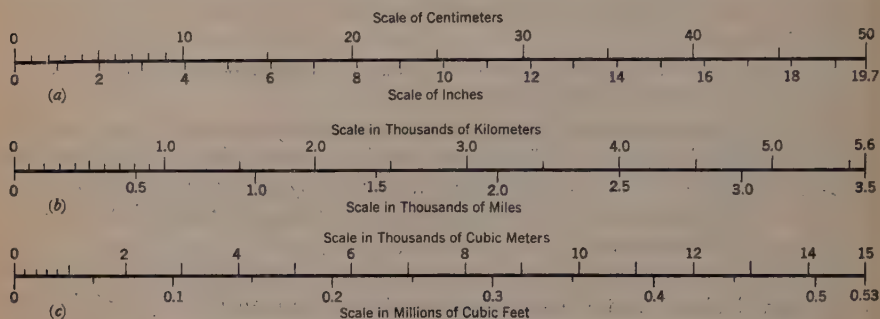 Scale of Centimeters
0 10 20 30 40 50
0 2 4 6 8 10 12 14 16 18 19.7
(a) Scale of Inches
Scale in Thousands of Kilometers
0 1.0 2.0 3.0 4.0 5.0 5.6
0 0.5 1.0 1.5 2.0 2.5 3.0 3.5
(b) Scale in Thousands of Miles
Scale in Thousands of Cubic Meters
0 2 4 6 8 10 12 14 15
0 0.1 0.2 0.3 0.4 0.5 0.53
(c) Scale in Millions of Cubic Feet